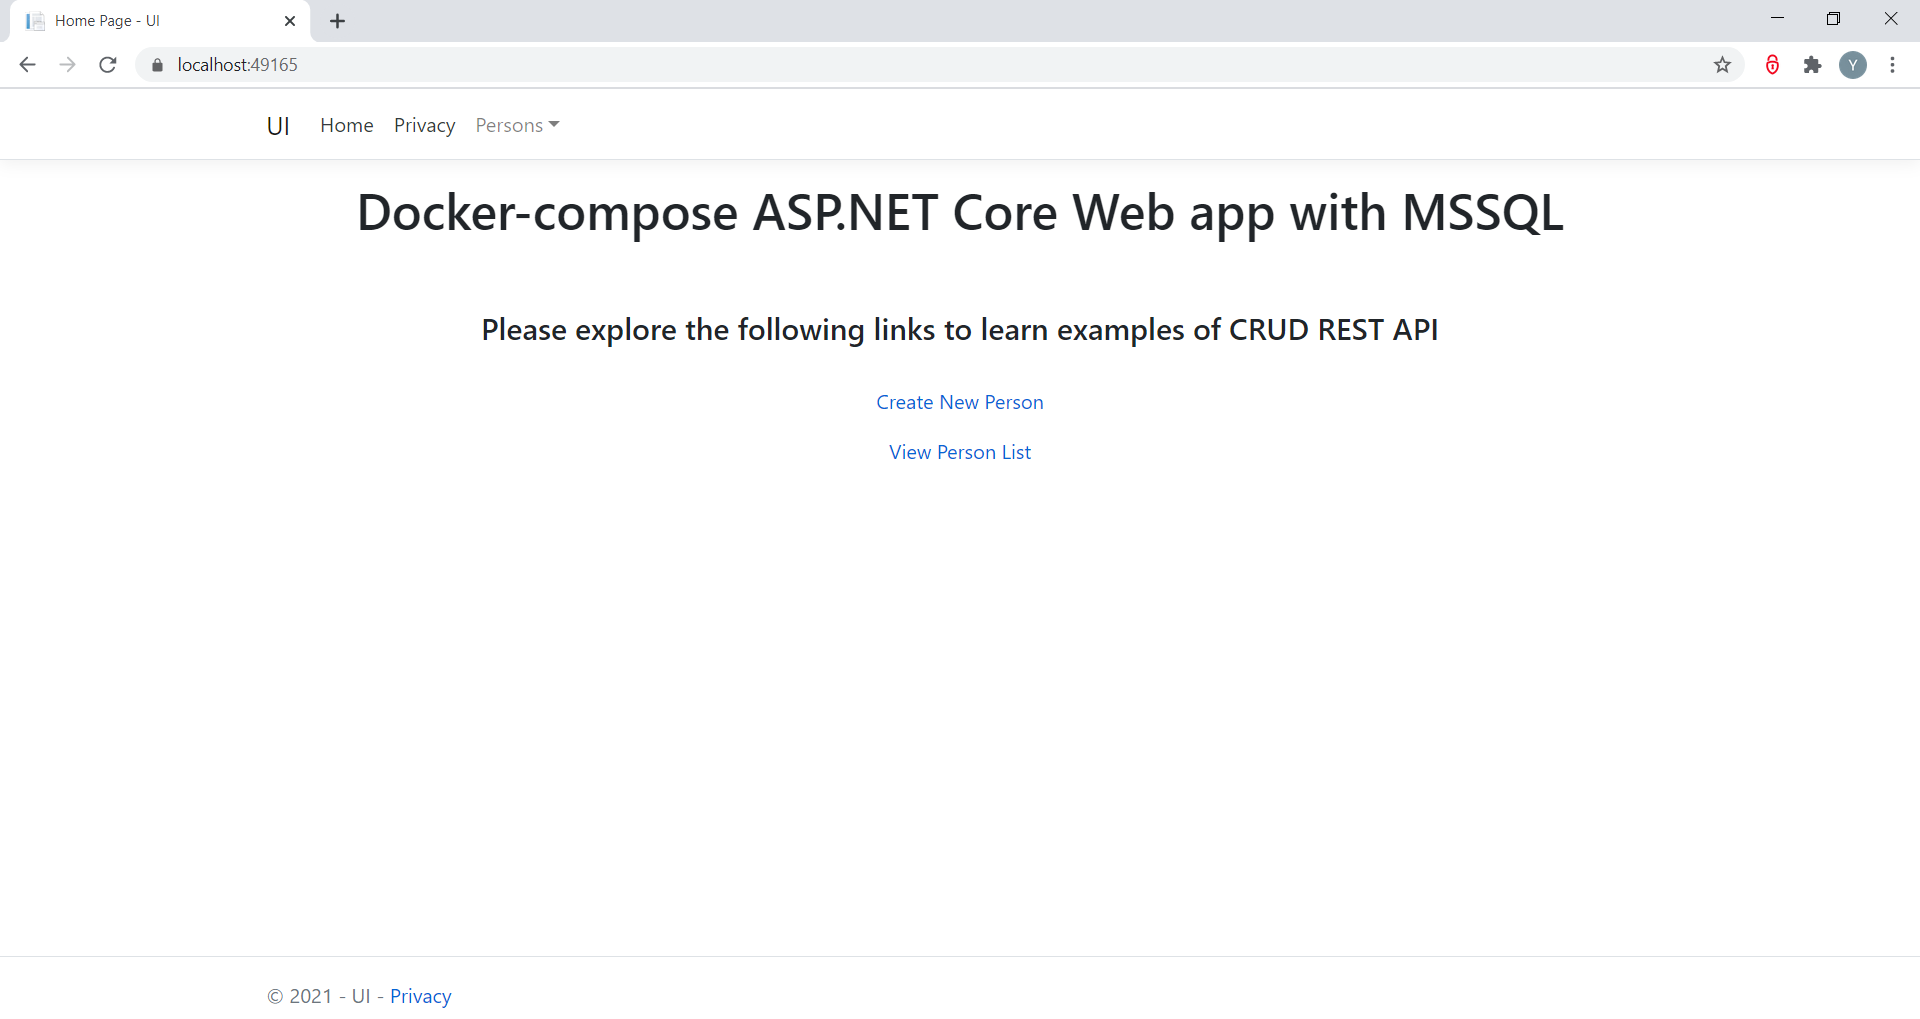 Home Page - UI
localhost:49165
Y
UI Home Privacy Persons
Docker-compose ASP.NET Core Web app with MSSQL
Please explore the following links to learn examples of CRUD REST API
Create New Person
View Person List
© 2021 - UI - Privacy